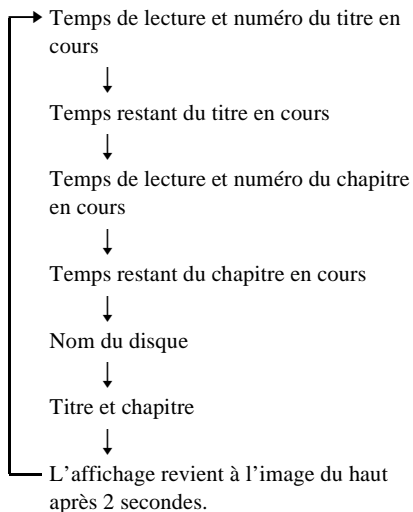 Temps de lecture et numéro du titre en
cours
Temps restant du titre en cours
Temps de lecture et numéro du chapitre
en cours
Temps restant du chapitre en cours
Nom du disque
Titre et chapitre
L’affichage revient à l’image du haut
après 2 secondes.